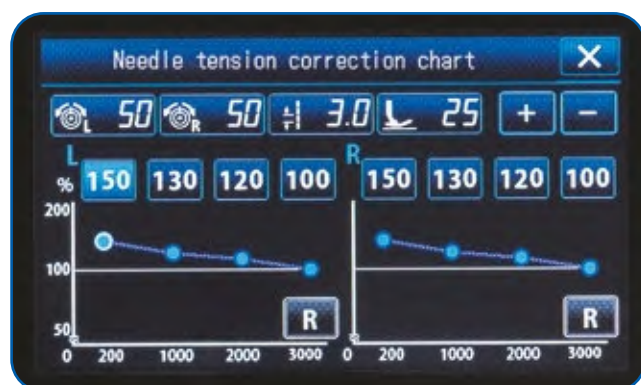 Needle tension correction chart X
L 50 R 50 3.0 25 + −
L R
% 150 130 120 100 150 130 120 100
200
100
50 R R
0 200 1000 2000 3000 0 200 1000 2000 3000